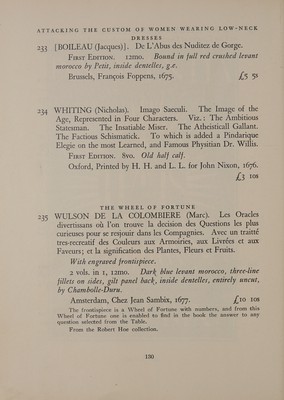 ATTACKING THE CUSTOM OF WOMEN WEARING LOW-NECK
DRESSES
233 [BOILEAU (Jacques)]. De L'Abus des Nuditez de Gorge.
FIRST EDITION. 12mo. Bound in full red crushed levant
morocco by Petit, inside dentelles, g.e.
Brussels, François Foppens, 1675. £5 5s
234 WHITING (Nicholas). Imago Saeculi. The Image of the
Age, Represented in Four Characters. Viz.: The Ambitious
Statesman. The Insatiable Miser. The Atheisticall Gallant.
The Factious Schismatick. To which is added a Pindarique
Elegie on the most Learned, and Famous Physitian Dr. Willis.
FIRST EDITION. 8vo. Old half calf.
Oxford, Printed by H. H. and L. L. for John Nixon, 1676.
£3 10s
THE WHEEL OF FORTUNE
235 WULSON DE LA COLOMBIERE (Marc). Les Oracles
divertissans où l'on trouve la decision des Questions les plus
curieuses pour se resjouir dans les Compagnies. Avec un traité
tres-recreatif des Couleurs aux Armoiries, aux Livrées et aux
Faveurs; et la signification des Plantes, Fleurs et Fruits.
With engraved frontispiece.
2 vols. in 1, 12mo. Dark blue levant morocco, three-line
fillets on sides, gilt panel back, inside dentelles, entirely uncut,
by Chambolle-Duru.
Amsterdam, Chez Jean Sambix, 1677. £10 10s
The frontispiece is a Wheel of Fortune with numbers, and from this
Wheel of Fortune one is enabled to find in the book the answer to any
question selected from the Table.
From the Robert Hoe collection.
130